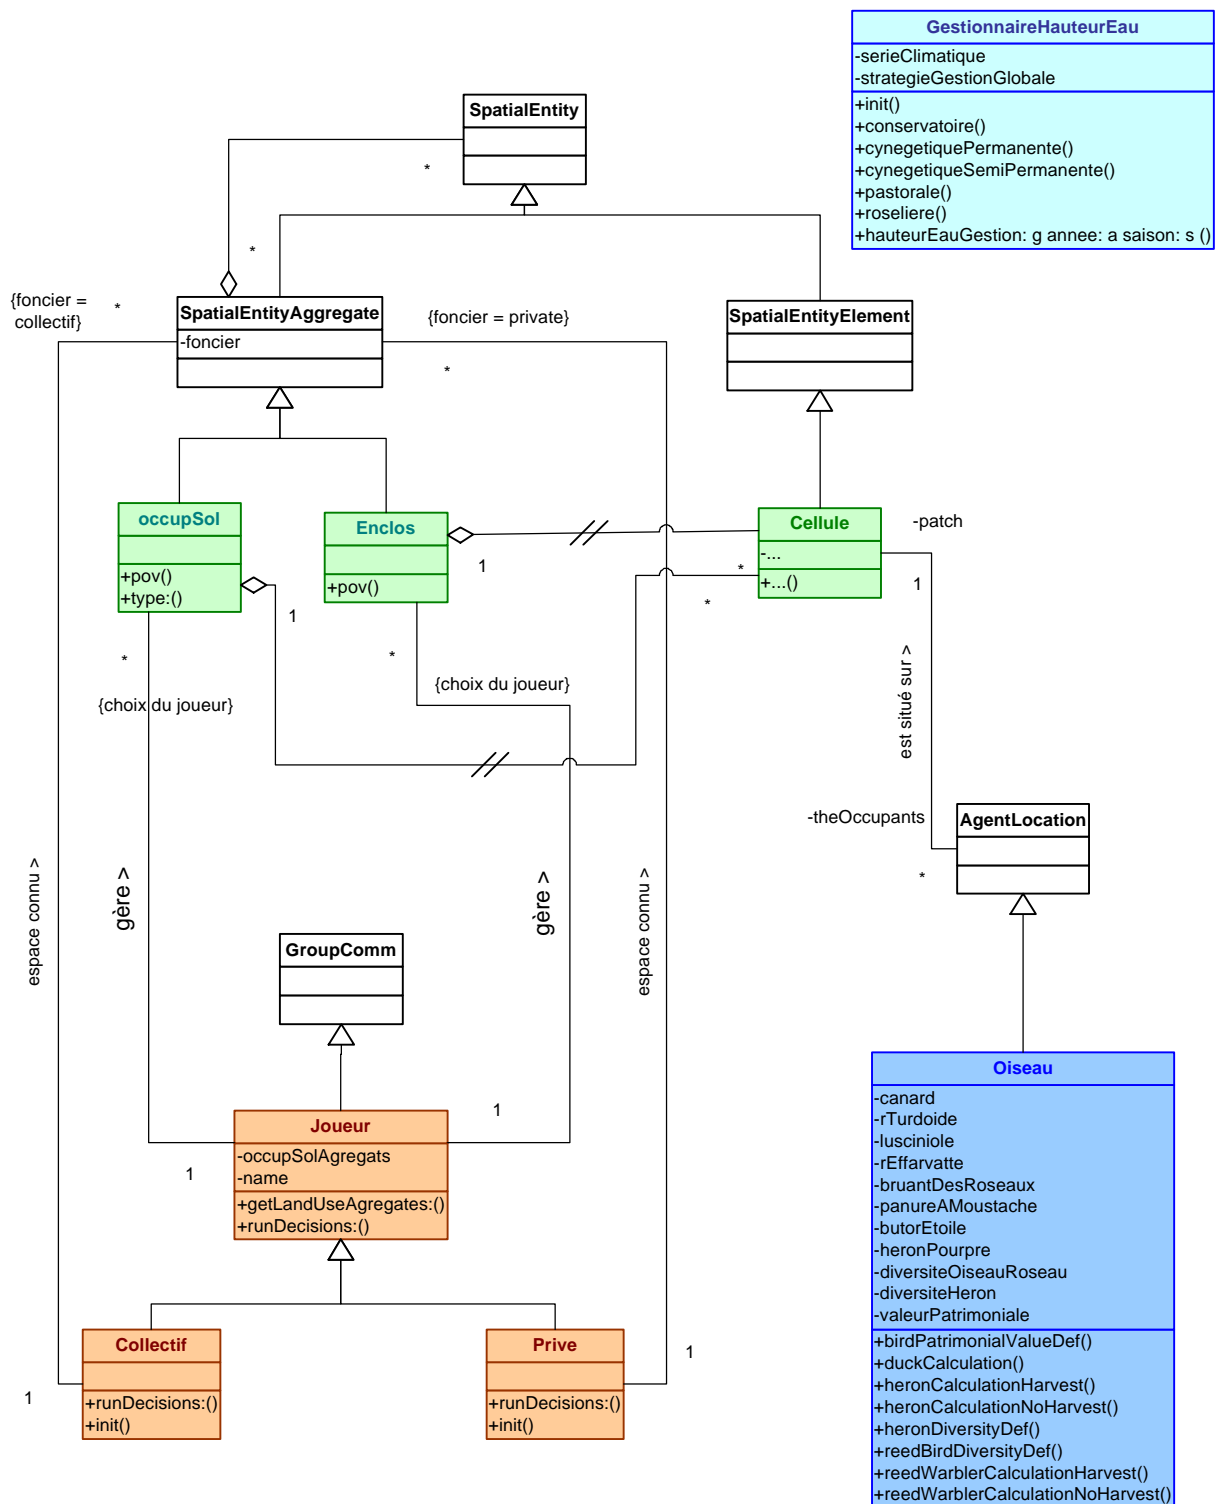 GestionnaireHauteurEau
-serieClimatique
-strategieGestionGlobale
+init()
+conservatoire()
+cynegetiquePermanente()
+cynegetiqueSemiPermanente()
+pastorale()
+roseliere()
+hauteurEauGestion: g annee: a saison: s ()
SpatialEntity
*
*
{foncier =
collectif}
*
SpatialEntityAggregate
-foncier
{foncier = private}
*
SpatialEntityElement
occupSol
+pov()
+type:()
Enclos
+pov()
1
1
Cellule
-...
+...()
*
*
-patch
1
*
{choix du joueur}
*
{choix du joueur}
est situé sur >
-theOccupants
*
AgentLocation
espace connu >
gère >
gère >
espace connu >
GroupComm
Joueur
-occupSolAgregats
-name
+getLandUseAgregates:()
+runDecisions:()
1
1
Collectif
+runDecisions:()
+init()
1
Prive
+runDecisions:()
+init()
1
Oiseau
-canard
-rTurdoide
-lusciniole
-rEffarvatte
-bruantDesRoseaux
-panureAMoustache
-butorEtoile
-heronPourpre
-diversiteOiseauRoseau
-diversiteHeron
-valeurPatrimoniale
+birdPatrimonialValueDef()
+duckCalculation()
+heronCalculationHarvest()
+heronCalculationNoHarvest()
+heronDiversityDef()
+reedBirdDiversityDef()
+reedWarblerCalculationHarvest()
+reedWarblerCalculationNoHarvest()